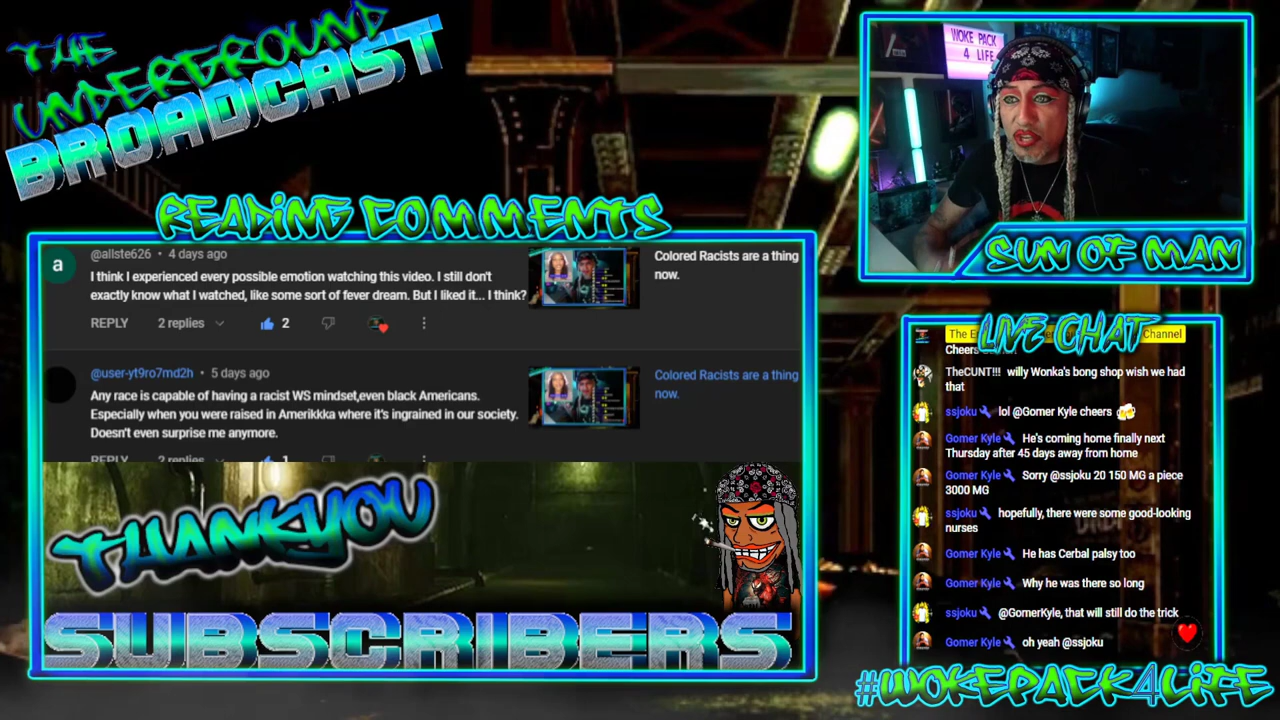 THE
UNDERGROUND
BROADCAST
WOKE PACK
4 LIFE
READING COMMENTS
SUN OF MAN
a
@allste626 • 4 days ago
I think I experienced every possible emotion watching this video. I still don't
exactly know what I watched, like some sort of fever dream. But I liked it... I think?
Colored Racists are a thing
now.
REPLY 2 replies 2
@user-yt9ro7md2h • 5 days ago
Any race is capable of having a racist WS mindset,even black Americans.
Especially when you were raised in Amerikkka where it's ingrained in our society.
Doesn't even surprise me anymore.
Colored Racists are a thing
now.
REPLY 2 replies 1
THANKYOU
SUBSCRIBERS
LIVE CHAT
The Channel
Cheers
TheCUNT!!! willy Wonka's bong shop wish we had
that
ssjoku lol @Gomer Kyle cheers
Gomer Kyle He's coming home finally next
Thursday after 45 days away from home
Gomer Kyle Sorry @ssjoku 20 150 MG a piece
3000 MG
ssjoku hopefully, there were some good-looking
nurses
Gomer Kyle He has Cerbal palsy too
Gomer Kyle Why he was there so long
ssjoku @GomerKyle, that will still do the trick
Gomer Kyle oh yeah @ssjoku
#WOKEPACK4LIFE